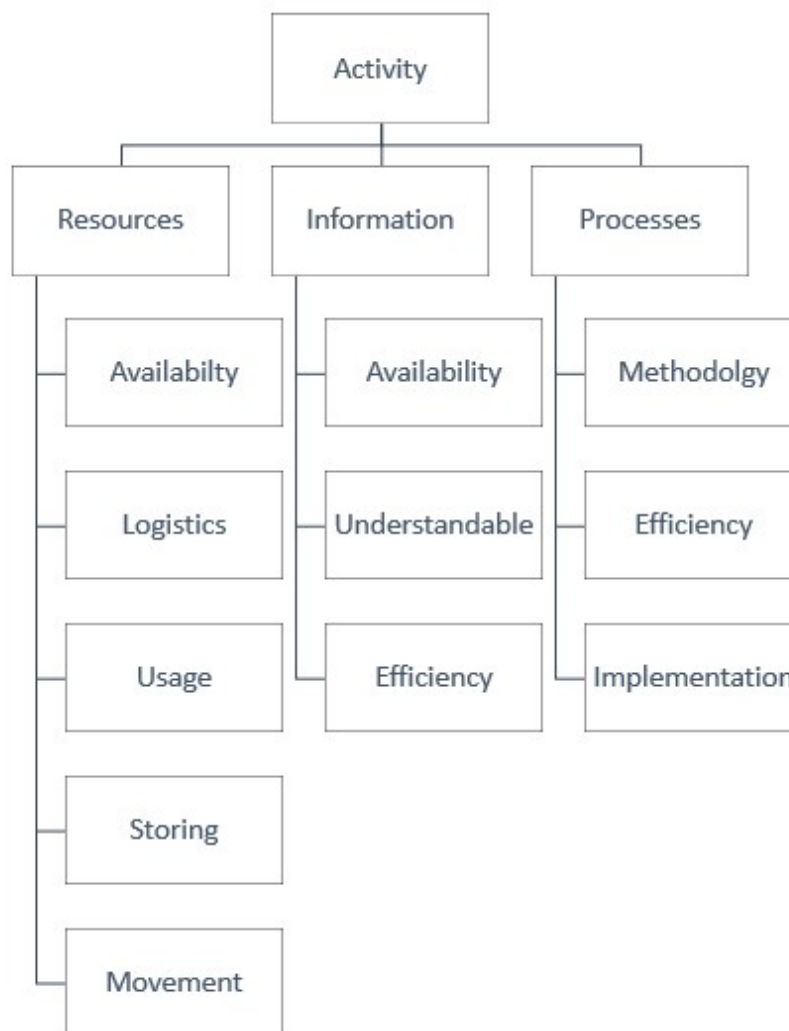 Activity
Resources
Information
Processes
Availabilty
Availability
Methodolgy
Logistics
Understandable
Efficiency
Usage
Efficiency
Implementation
Storing
Movement